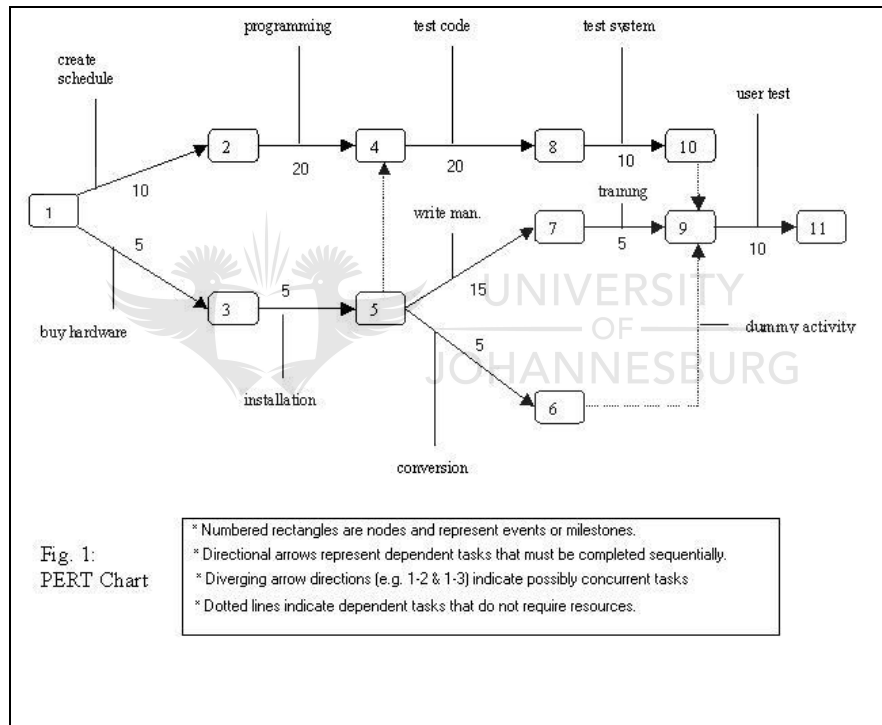 programming
test code
test system
create
schedule
user test
2
20
4
20
8
10
10
10
1
write man.
training
7
5
9
10
11
5
3
5
5
15
UNIVERSITY
OF
JOHANNESBURG
dummy activity
buy hardware
installation
5
6
conversion
Fig. 1:
PERT Chart
* Numbered rectangles are nodes and represent events or milestones.
* Directional arrows represent dependent tasks that must be completed sequentially.
* Diverging arrow directions (e.g. 1-2 & 1-3) indicate possibly concurrent tasks
* Dotted lines indicate dependent tasks that do not require resources.